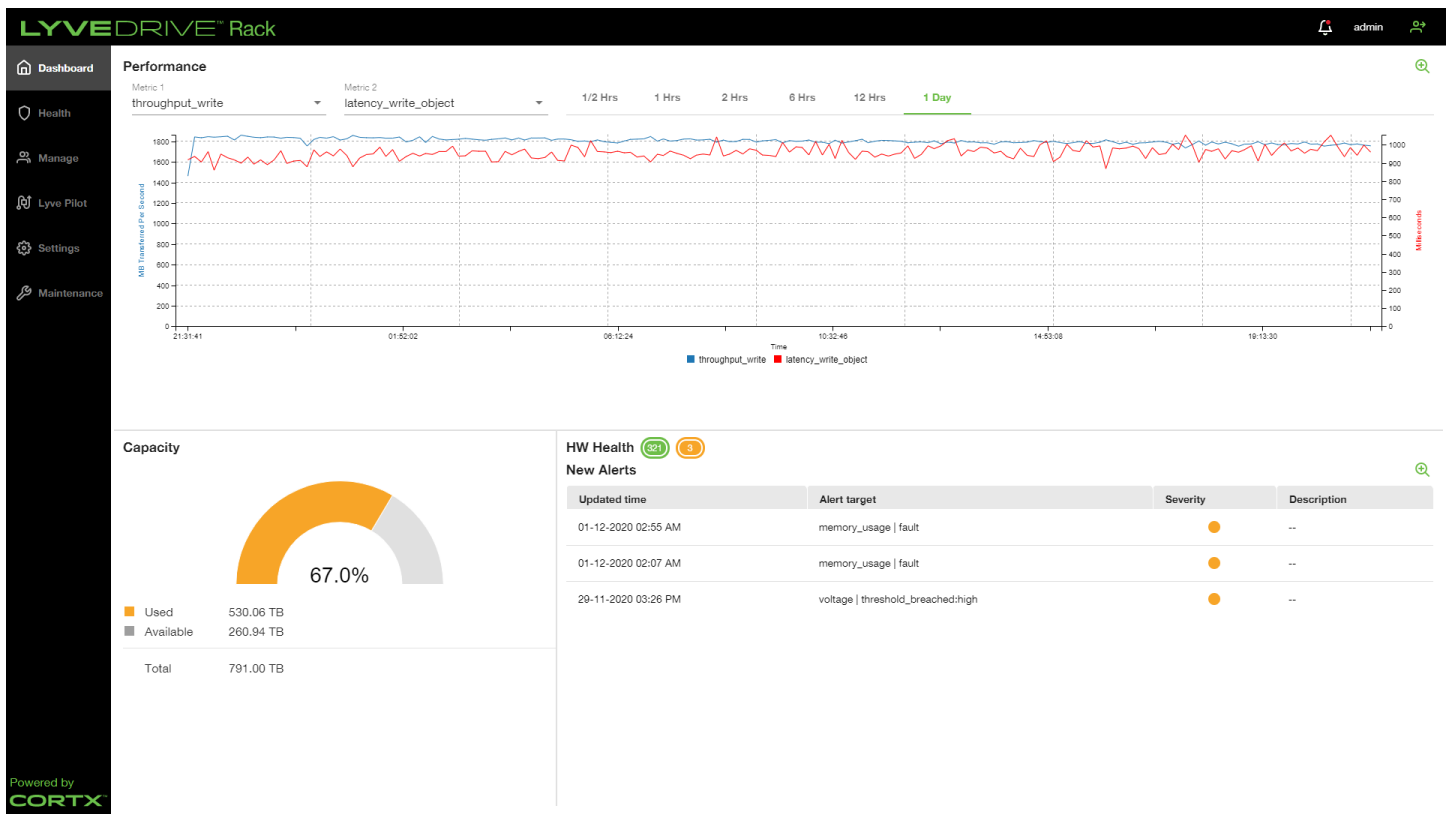 LYVEDRIVE™ Rack
admin
Dashboard
Health
Manage
Lyve Pilot
Settings
Maintenance
Powered by
CORTX™
Performance
Metric 1
throughput_write
Metric 2
latency_write_object
1/2 Hrs 1 Hrs 2 Hrs 6 Hrs 12 Hrs 1 Day
MB Transferred Per Second
1800
1600
1400
1200
1000
800
600
400
200
0
1000
900
800
700
600
500
400
300
200
100
0
Milliseconds
21:31:41 01:52:02 06:12:24 10:32:46 14:53:08 19:13:30
Time
throughput_write latency_write_object
Capacity
67.0%
Used 530.06 TB
Available 260.94 TB
Total 791.00 TB
HW Health 321 3
New Alerts
Updated time Alert target Severity Description
01-12-2020 02:55 AM memory_usage | fault --
01-12-2020 02:07 AM memory_usage | fault --
29-11-2020 03:26 PM voltage | threshold_breached:high --